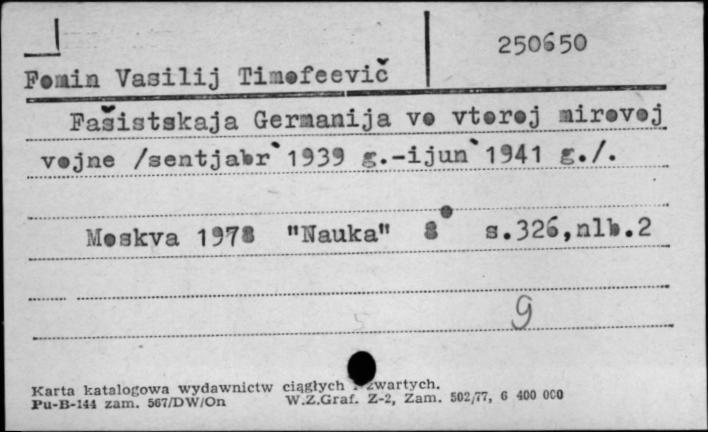 250650
Fomin Vasilij Timofeevič
Fašistskaja Germanija vo vtoroj mirovoj
vojne /sentjabr`1939 g.-ijun`1941 g./.
Moskva 1978 "Nauka" 8° s.326,nlb.2
9
Karta katalogowa wydawnictw ciągłych i zwartych.
Pu-B-144 zam. 567/DW/On W.Z.Graf. Z-2, Zam. 502/77, 6 400 000